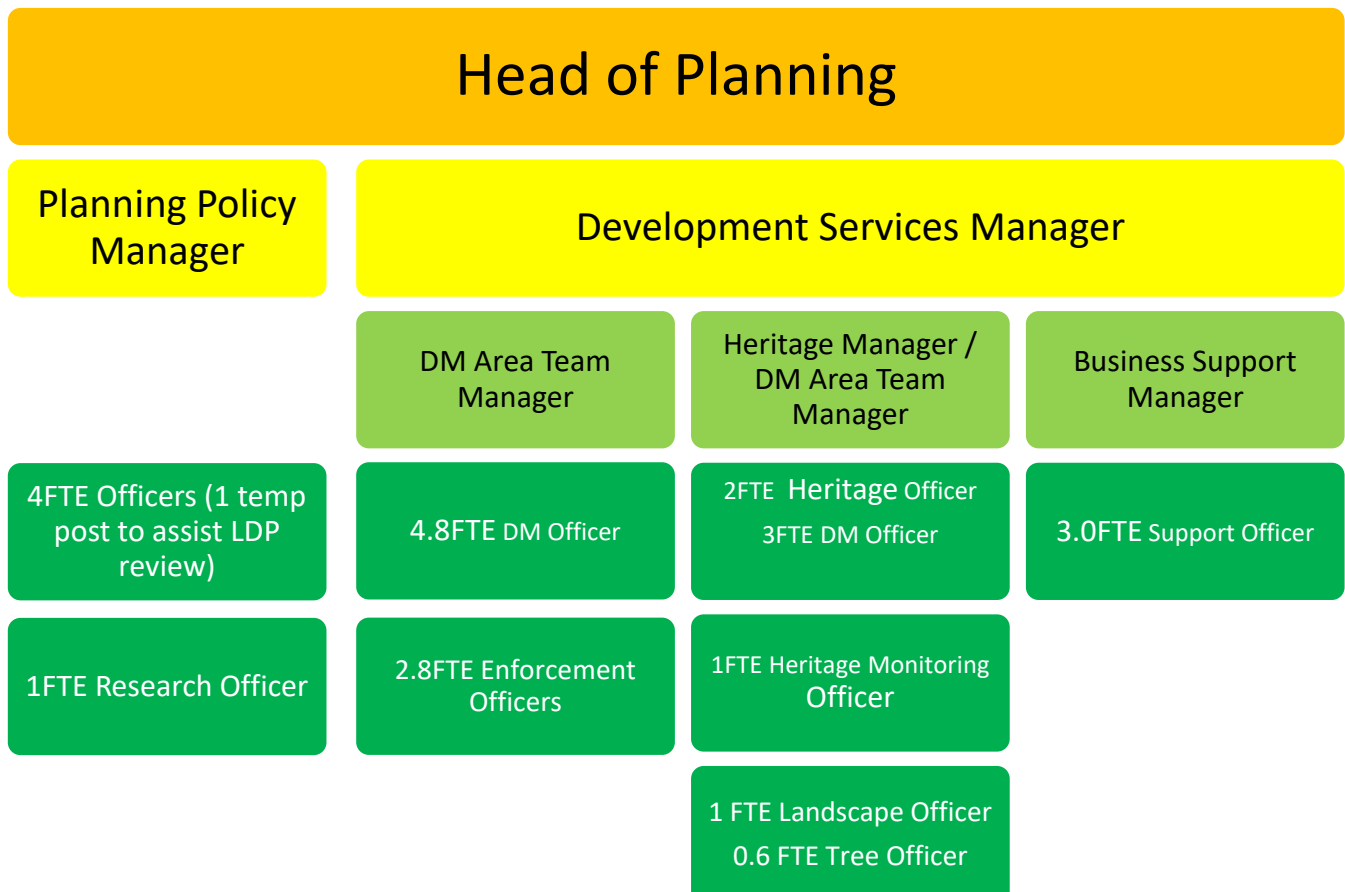 Head of Planning
Planning Policy
Manager
Development Services Manager
DM Area Team
Manager
Heritage Manager /
DM Area Team
Manager
Business Support
Manager
4FTE Officers (1 temp
post to assist LDP
review)
4.8FTE DM Officer
2FTE Heritage Officer
3FTE DM Officer
3.0FTE Support Officer
1FTE Research Officer
2.8FTE Enforcement
Officers
1FTE Heritage Monitoring
Officer
1 FTE Landscape Officer
0.6 FTE Tree Officer